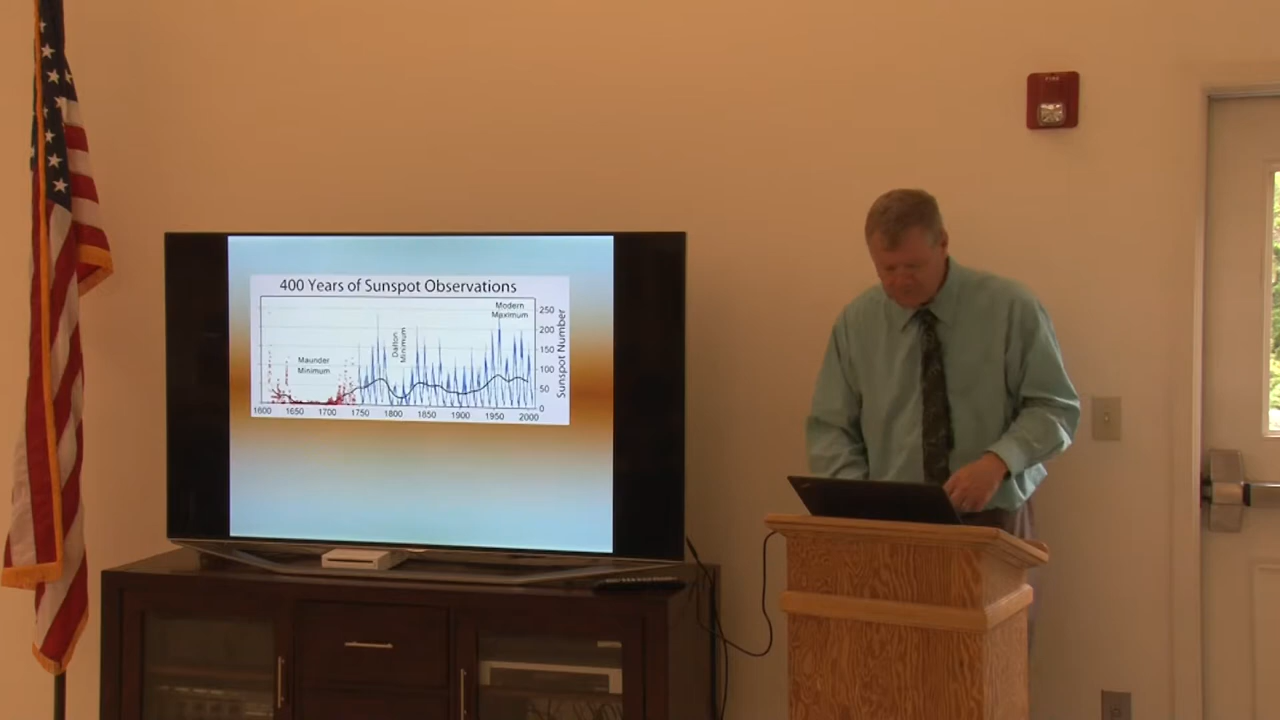 400 Years of Sunspot Observations
Modern
Maximum
Dalton
Minimum
Maunder
Minimum
250
200
150
100
50
0
Sunspot Number
1600 1650 1700 1750 1800 1850 1900 1950 2000
FIRE